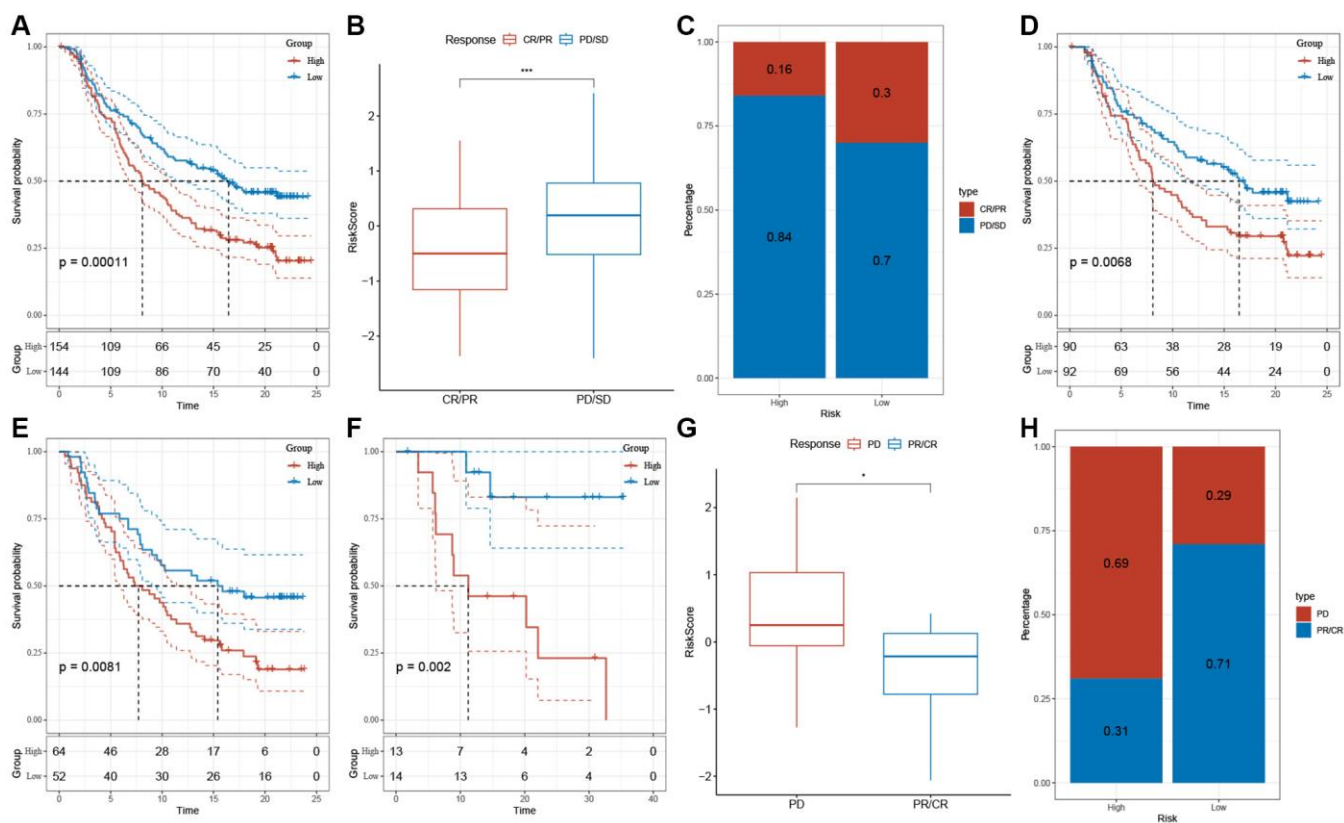 A
Group
High
Low
Survival probability
1.00
0.75
0.50
0.25
0.00
p = 0.00011
Group
High 154 109 66 45 25 0
Low 144 109 86 70 40 0
0 5 10 15 20 25
Time
B
Response CR/PR PD/SD
***
RiskScore
2
1
0
−1
−2
CR/PR PD/SD
C
Percentage
1.00
0.75
0.50
0.25
0.00
0.16
0.84
0.3
0.7
High Low
Risk
type
CR/PR
PD/SD
D
Group
High
Low
Survival probability
1.00
0.75
0.50
0.25
0.00
p = 0.0068
Group
High 90 63 38 28 19 0
Low 92 69 56 44 24 0
0 5 10 15 20 25
Time
E
Group
High
Low
Survival probability
1.00
0.75
0.50
0.25
0.00
p = 0.0081
Group
High 64 46 28 17 6 0
Low 52 40 30 26 16 0
0 5 10 15 20 25
Time
F
Group
High
Low
Survival probability
1.00
0.75
0.50
0.25
0.00
p = 0.002
Group
High 13 7 4 2 0
Low 14 13 6 4 0
0 10 20 30 40
Time
G
Response PD PR/CR
*
RiskScore
2
1
0
−1
−2
PD PR/CR
H
Percentage
1.00
0.75
0.50
0.25
0.00
0.69
0.31
0.29
0.71
High Low
Risk
type
PD
PR/CR